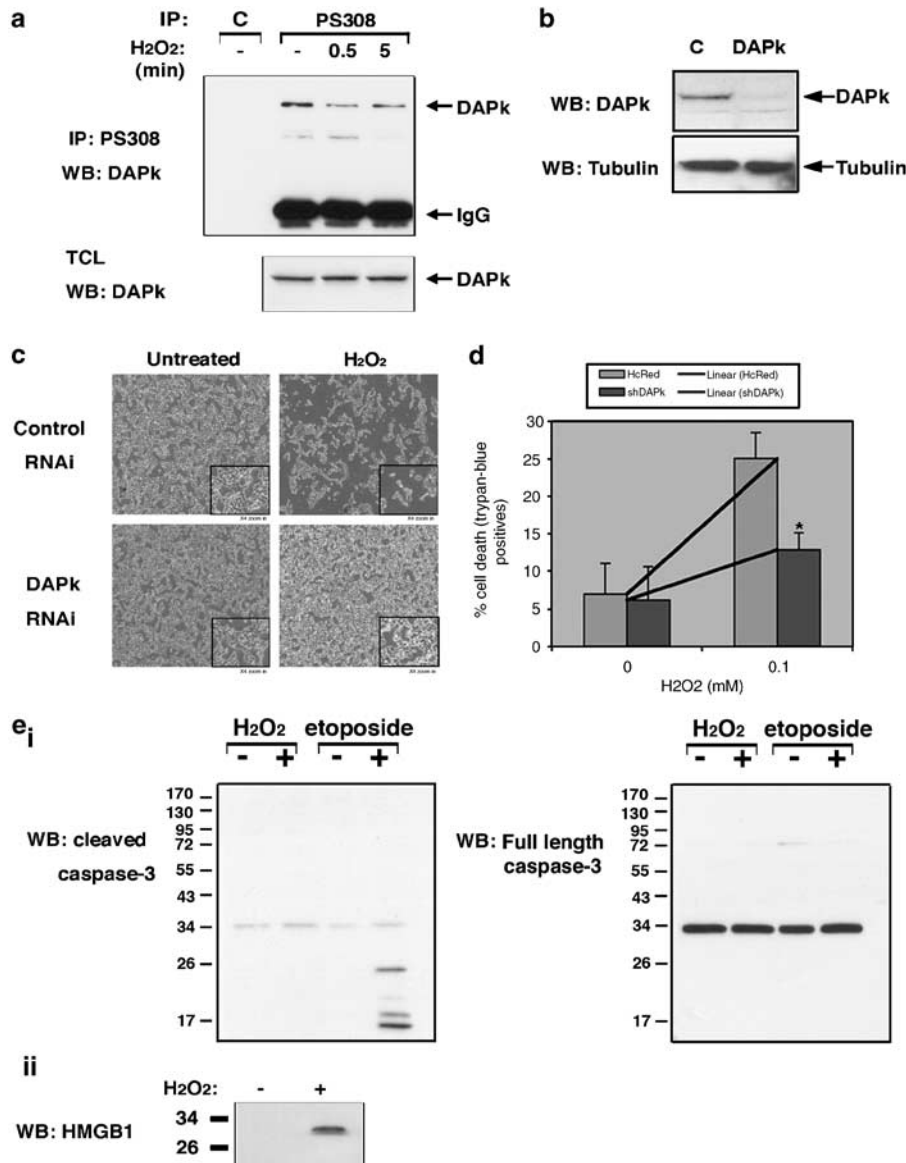 a
IP: C PS308
H2O2: - - 0.5 5
(min)
DAPk
IP: PS308
WB: DAPk
IgG
TCL
WB: DAPk
DAPk
b
C DAPk
WB: DAPk
DAPk
WB: Tubulin
Tubulin
c
Untreated H2O2
Control
RNAi
DAPk
RNAi
d
HcRed Linear (HcRed)
shDAPk Linear (shDAPk)
% cell death (trypan-blue
positives)
30
25
20
15
10
5
0
*
0 0.1
H2O2 (mM)
e i
H2O2 etoposide
- + - +
WB: cleaved
caspase-3
170
130
95
72
55
43
34
26
17
H2O2 etoposide
- + - +
WB: Full length
caspase-3
170
130
95
72
55
43
34
26
17
ii
H2O2: - +
WB: HMGB1
34
26